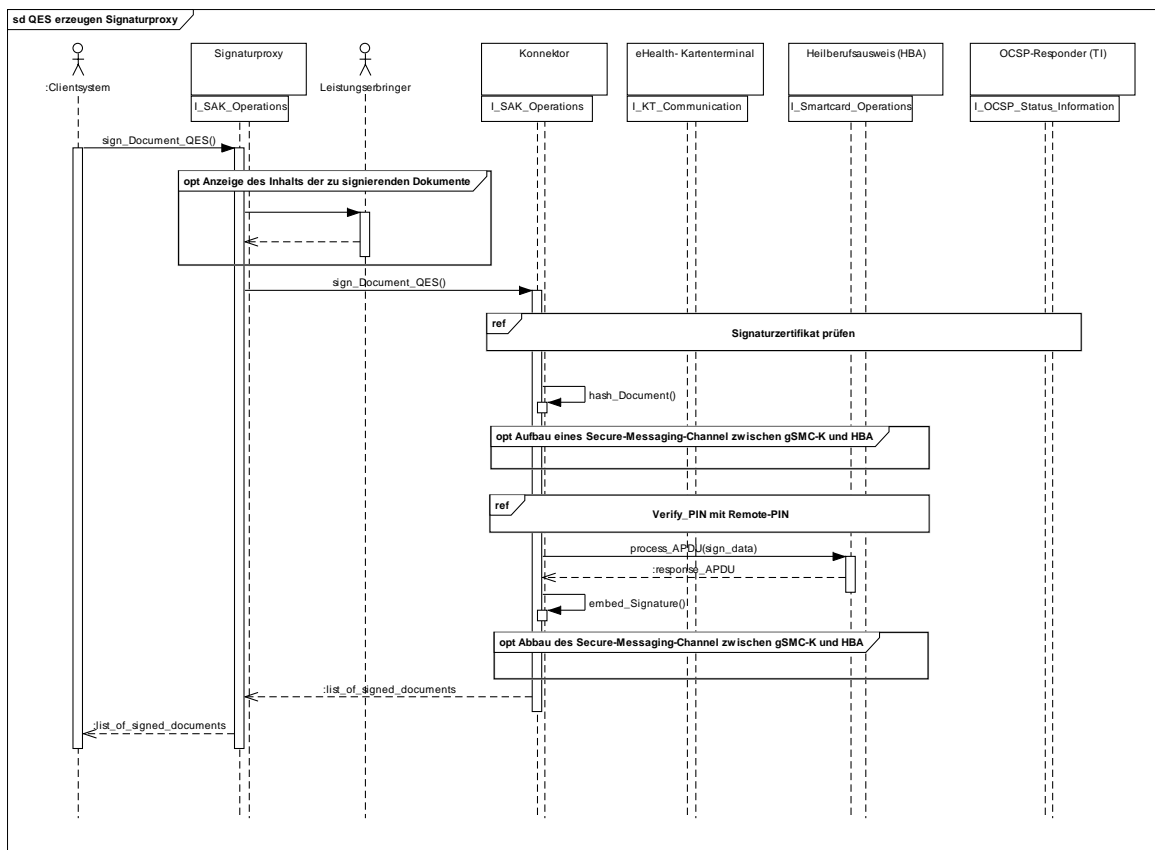 sd QES erzeugen Signaturproxy
:Clientsystem
Signaturproxy
I_SAK_Operations
Leistungserbringer
Konnektor
I_SAK_Operations
eHealth- Kartenterminal
I_KT_Communication
Heilberufsausweis (HBA)
I_Smartcard_Operations
OCSP-Responder (TI)
I_OCSP_Status_Information
sign_Document_QES()
opt Anzeige des Inhalts der zu signierenden Dokumente
sign_Document_QES()
ref
Signaturzertifikat prüfen
hash_Document()
opt Aufbau eines Secure-Messaging-Channel zwischen gSMC-K und HBA
ref
Verify_PIN mit Remote-PIN
process_APDU(sign_data)
:response_APDU
embed_Signature()
opt Abbau des Secure-Messaging-Channel zwischen gSMC-K und HBA
:list_of_signed_documents
:list_of_signed_documents